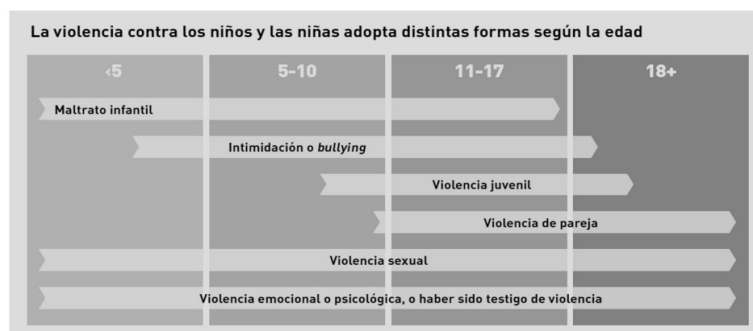 La violencia contra los niños y las niñas adopta distintas formas según la edad
<5 5-10 11-17 18+
Maltrato infantil
Intimidación o bullying
Violencia juvenil
Violencia de pareja
Violencia sexual
Violencia emocional o psicológica, o haber sido testigo de violencia